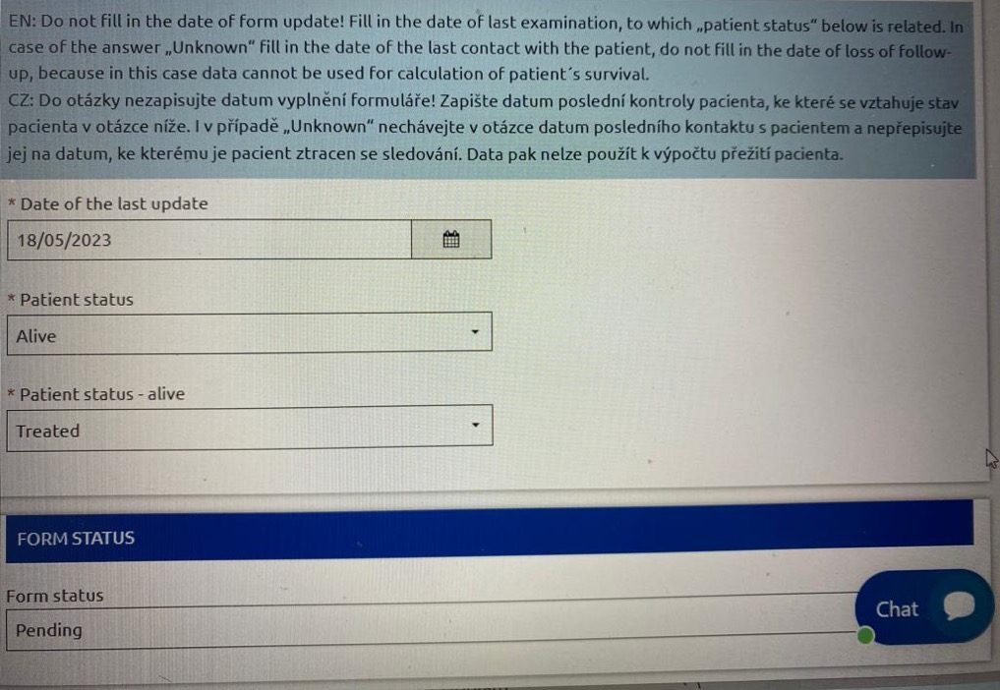 EN: Do not fill in the date of form update! Fill in the date of last examination, to which „patient status“ below is related. In
case of the answer „Unknown“ fill in the date of the last contact with the patient, do not fill in the date of loss of follow-
up, because in this case data cannot be used for calculation of patient´s survival.
CZ: Do otázky nezapisujte datum vyplnění formuláře! Zapište datum poslední kontroly pacienta, ke které se vztahuje stav
pacienta v otázce níže. I v případě „Unknown“ nechávejte v otázce datum posledního kontaktu s pacientem a nepřepisujte
jej na datum, ke kterému je pacient ztracen se sledování. Data pak nelze použít k výpočtu přežití pacienta.
* Date of the last update
18/05/2023
* Patient status
Alive
* Patient status - alive
Treated
FORM STATUS
Form status
Pending
Chat